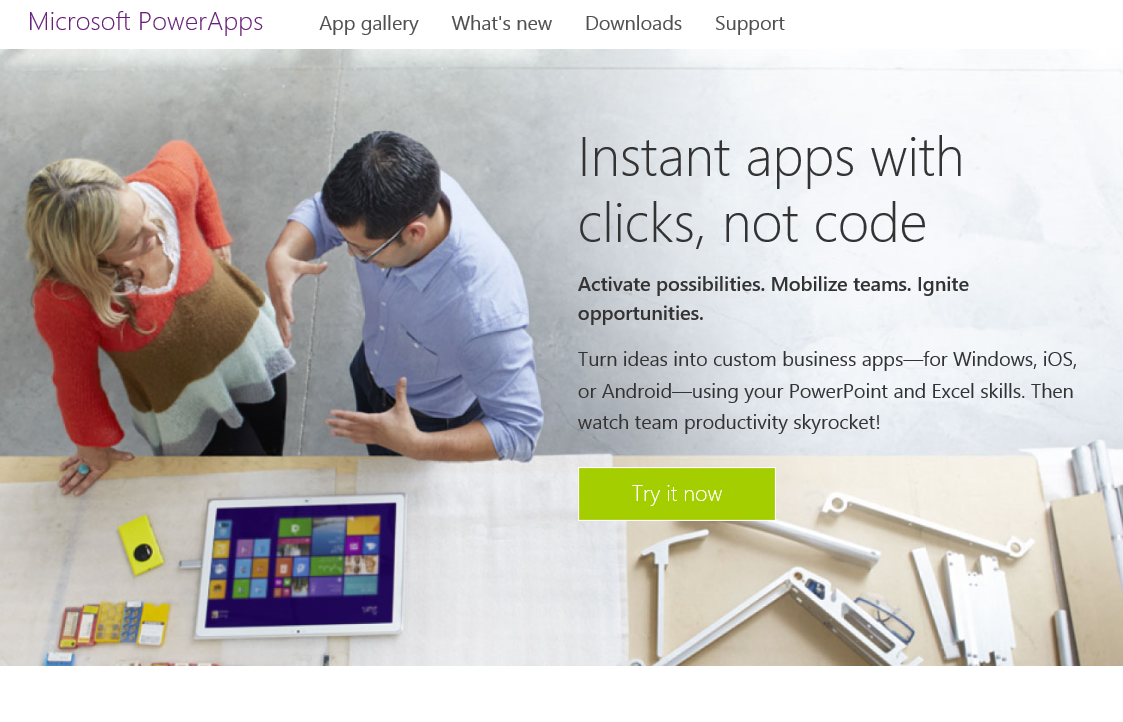 Microsoft PowerApps
App gallery
What's new
Downloads
Support
Instant apps with
clicks, not code
Activate possibilities. Mobilize teams. Ignite
opportunities.
Turn ideas into custom business apps—for Windows, iOS,
or Android—using your PowerPoint and Excel skills. Then
watch team productivity skyrocket!
Try it now